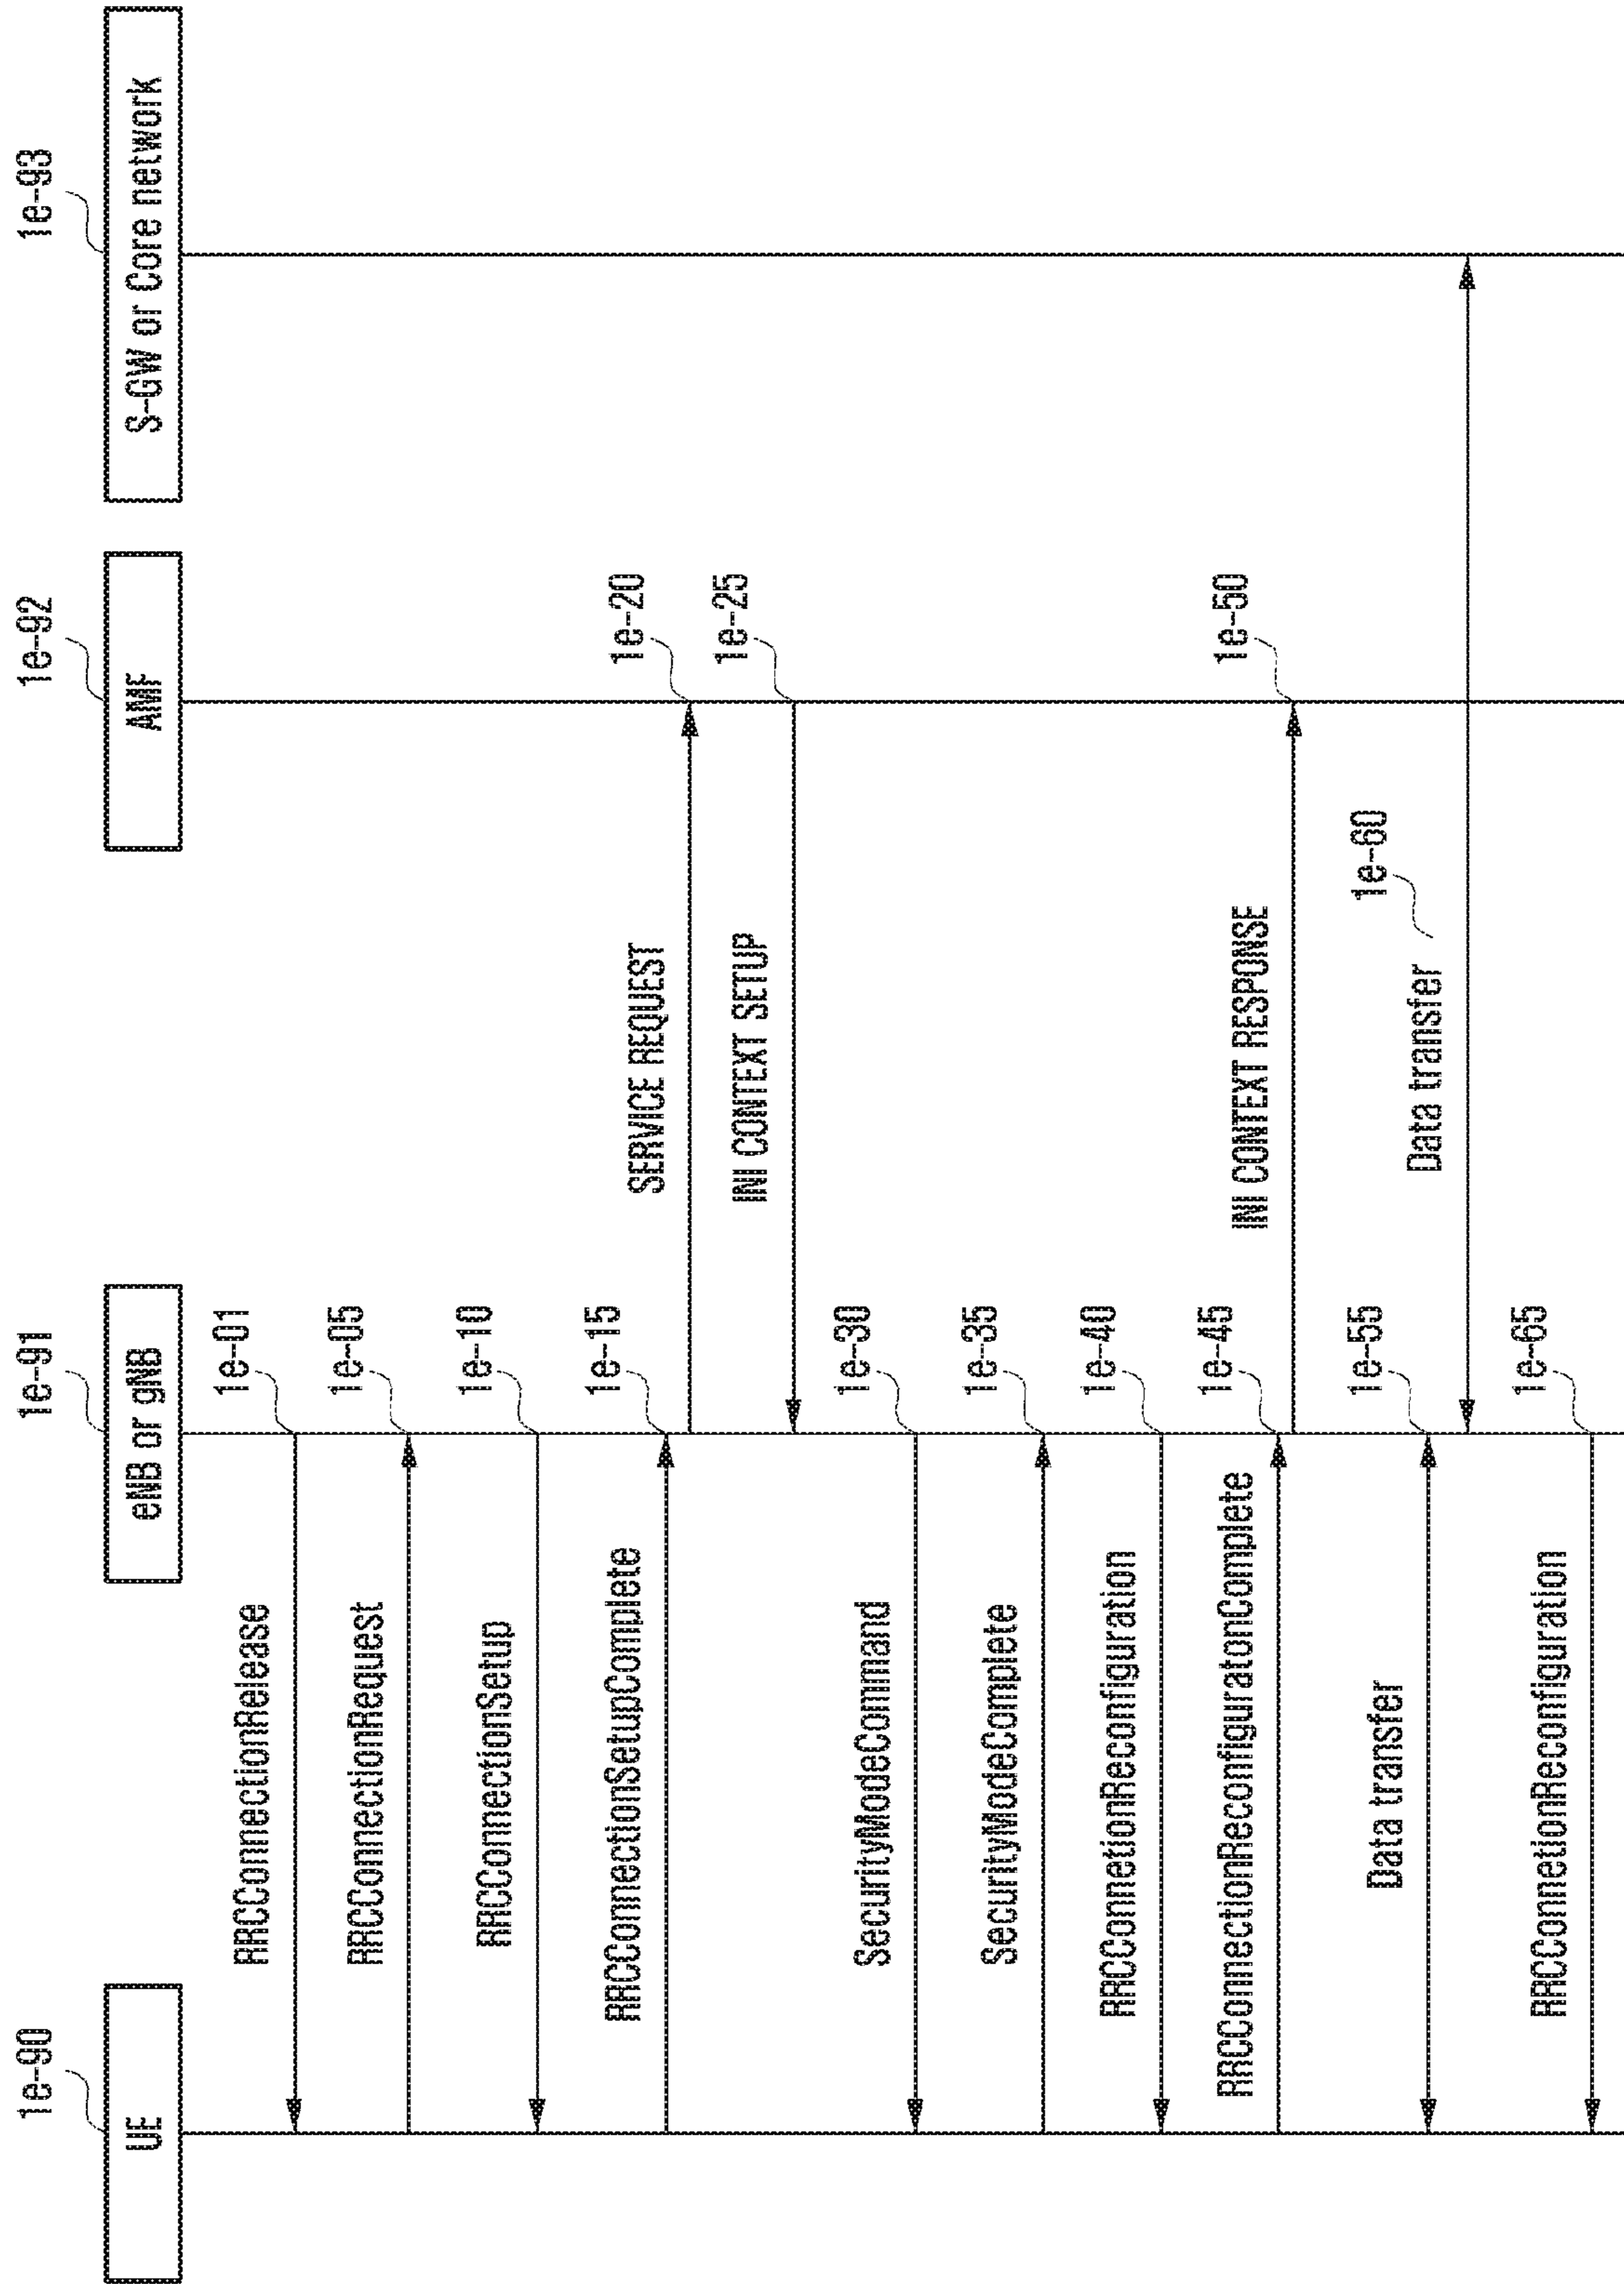 1e-90
1e-91
1e-92
1e-93
UE
eNB or gNB
AMF
S-GW or Core network
RRCConnectionRelease
1e-01
RRCConnectionRequest
1e-05
RRCConnectionSetup
1e-10
RRCConnectionSetupComplete
1e-15
SERVICE REQUEST
1e-20
INI CONTEXT SETUP
1e-25
SecurityModeCommand
1e-30
SecurityModeComplete
1e-35
RRCConnetionReconfiguration
1e-40
RRCConnectionReconfiguratonComplete
1e-45
INI CONTEXT RESPONSE
1e-50
Data transfer
1e-55
Data transfer
1e-60
RRCConnetionReconfiguration
1e-65